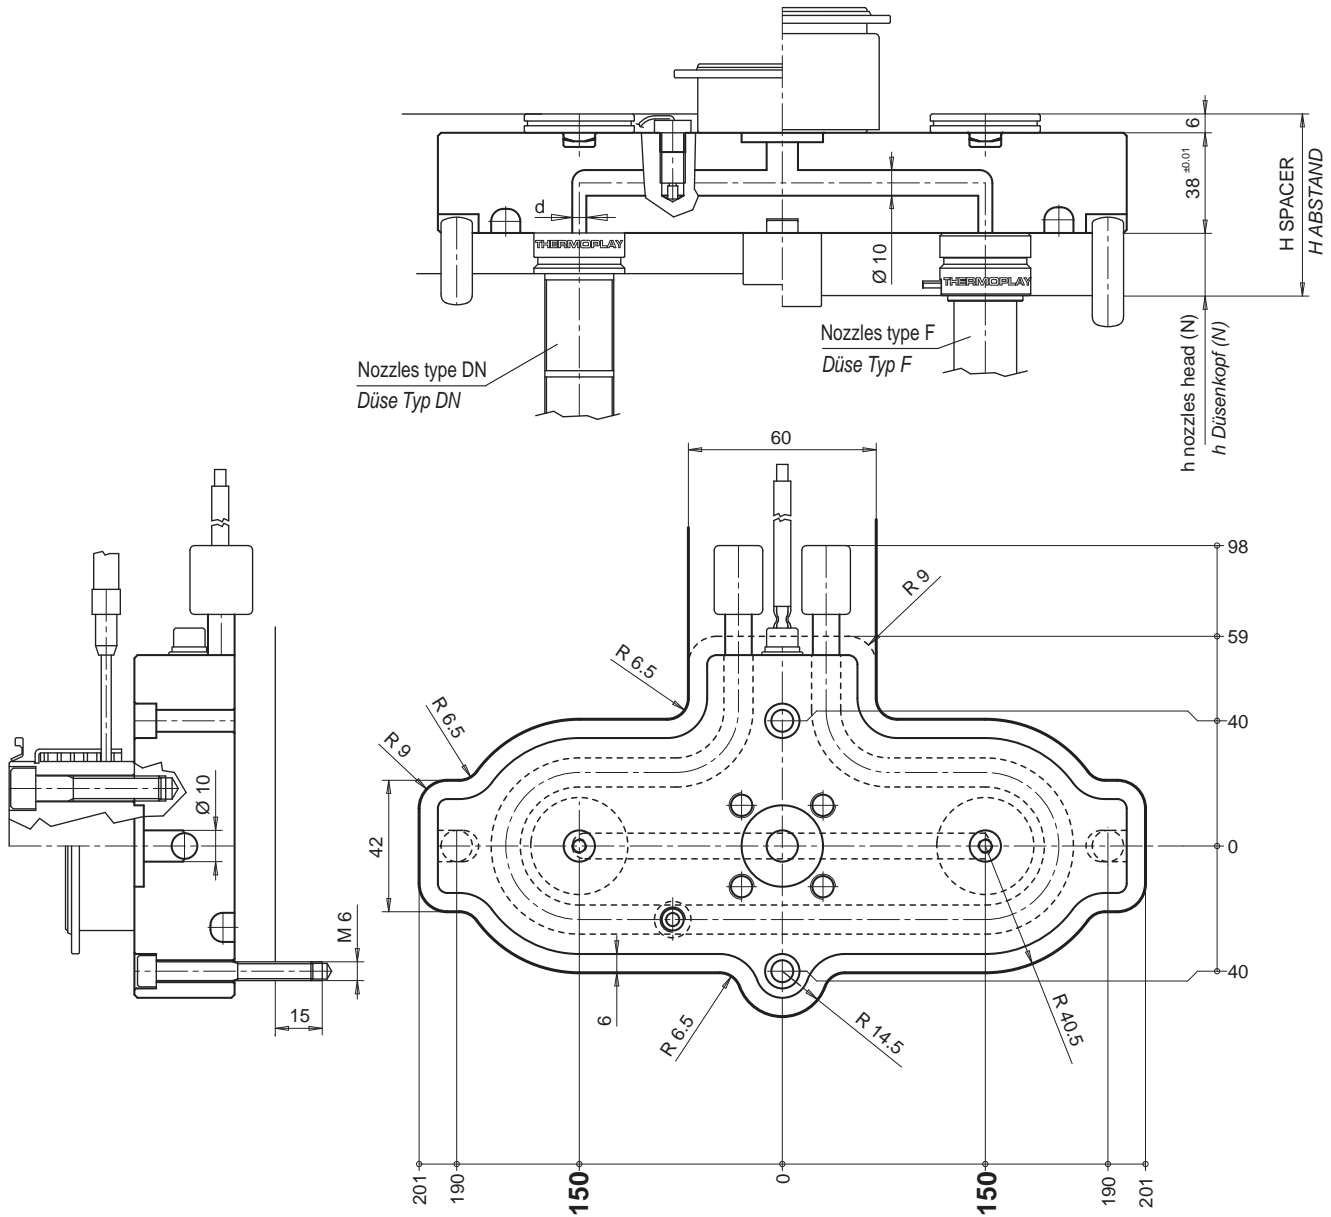 6
38 ±0.01
H SPACER
H ABSTAND
d
THERMOPLAY
Ø 10
THERMOPLAY
h nozzles head (N)
h Düsenkopf (N)
Nozzles type F
Düse Typ F
Nozzles type DN
Düse Typ DN
60
98
R 9
59
R 6.5
40
R 6.5
R 9
Ø 10
42
0
M 6
40
15
6
R 6.5
R 14.5
R 40.5
201
190
150
0
150
190
201